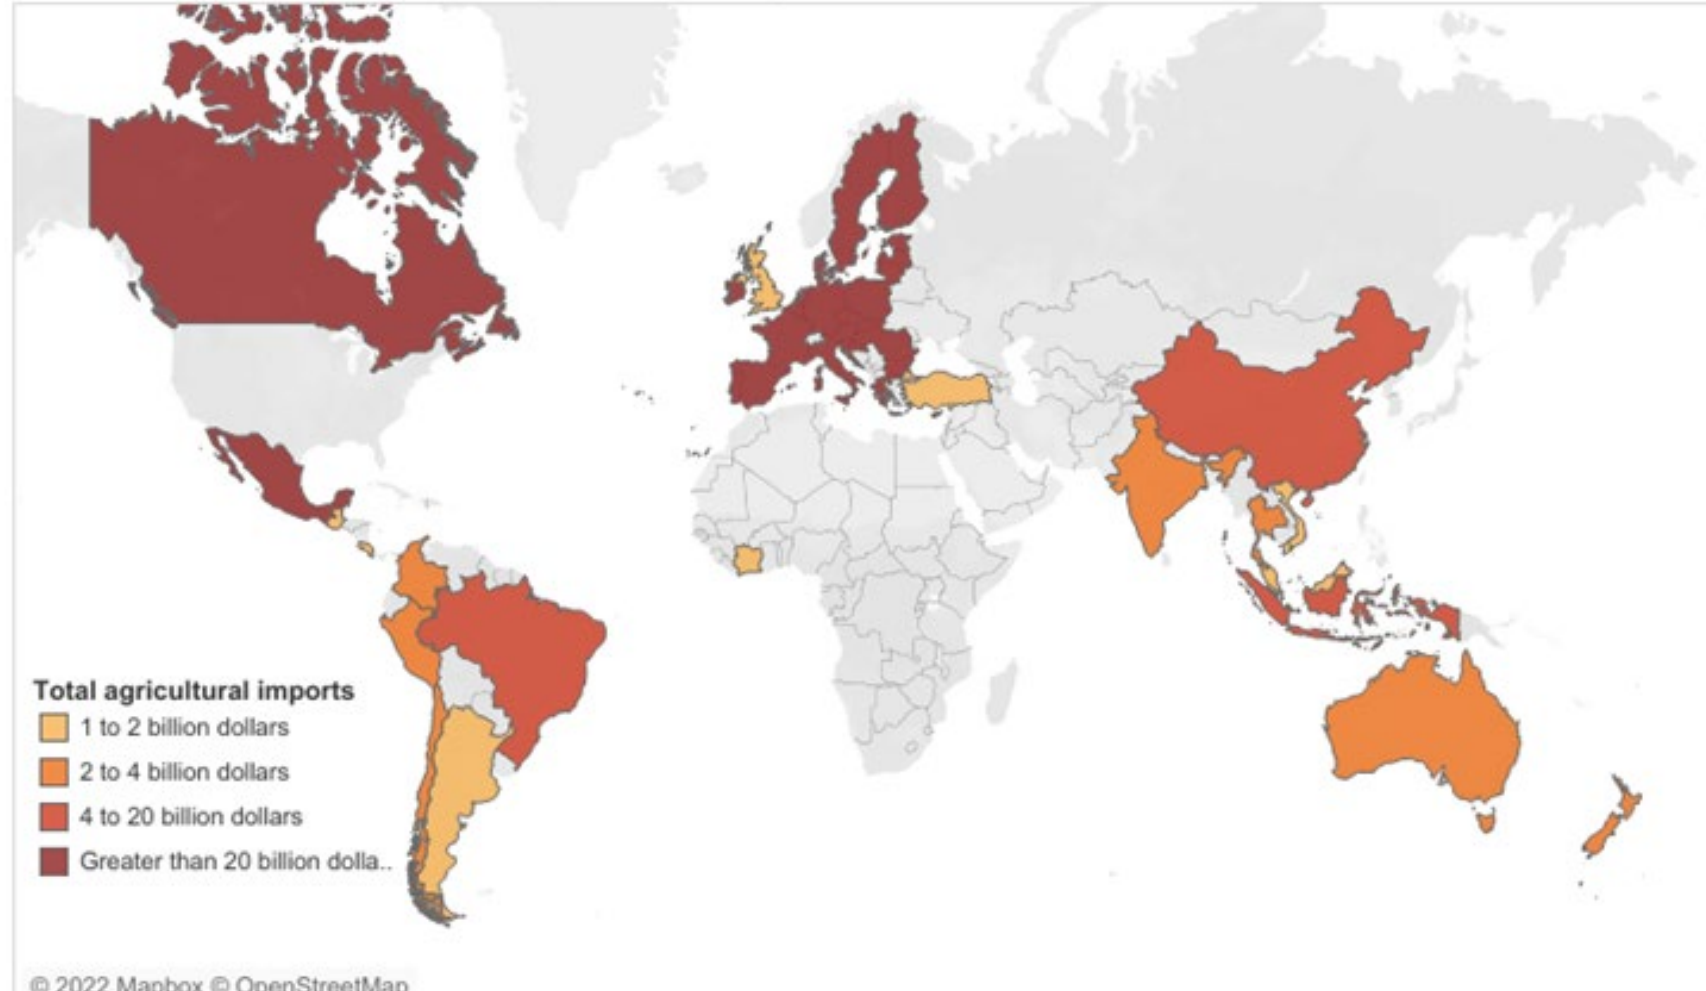 Total agricultural imports
1 to 2 billion dollars
2 to 4 billion dollars
4 to 20 billion dollars
Greater than 20 billion dolla..
© 2022 Mapbox © OpenStreetMap